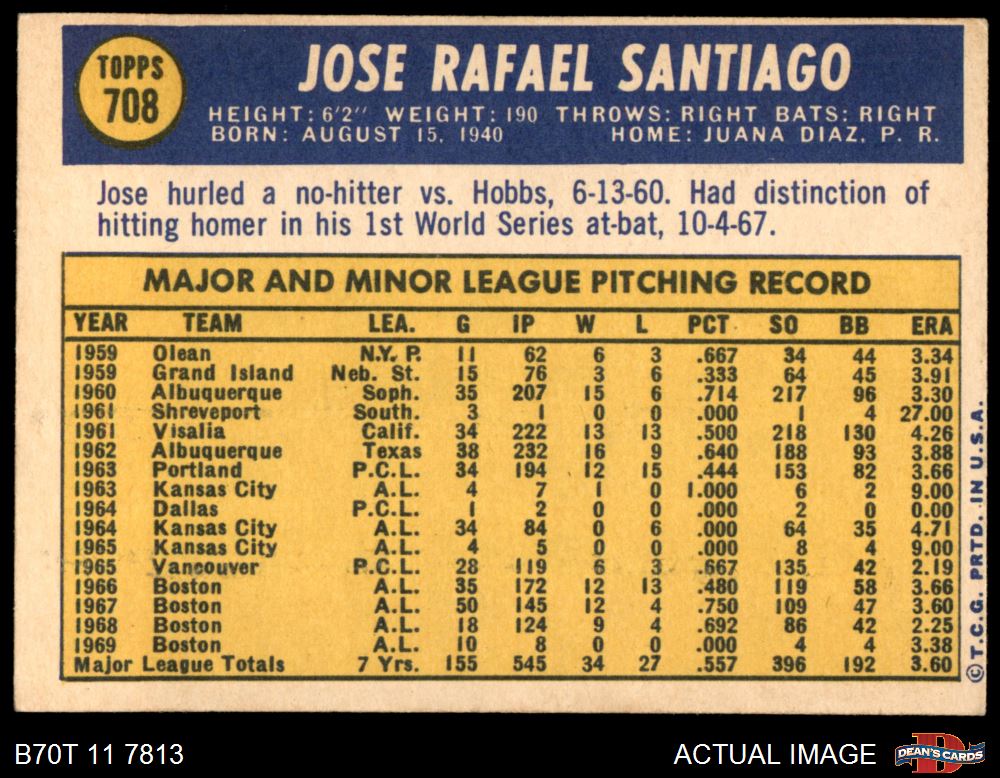 TOPPS
708
JOSE RAFAEL SANTIAGO
HEIGHT: 6'2" WEIGHT: 190 THROWS: RIGHT BATS: RIGHT
BORN: AUGUST 15, 1940 HOME: JUANA DIAZ, P. R.
Jose hurled a no-hitter vs. Hobbs, 6-13-60. Had distinction of
hitting homer in his 1st World Series at-bat, 10-4-67.
MAJOR AND MINOR LEAGUE PITCHING RECORD
YEAR TEAM LEA. G IP W L PCT SO BB ERA
1959 Olean N.Y. P. 11 62 6 3 .667 34 44 3.34
1959 Grand Island Neb. St. 15 76 3 6 .333 64 45 3.91
1960 Albuquerque Soph. 35 207 15 6 .714 217 96 3.30
1961 Shreveport South. 3 1 0 0 .000 1 4 27.00
1961 Visalia Calif. 34 222 13 13 .500 218 130 4.26
1962 Albuquerque Texas 38 232 16 9 .640 188 93 3.88
1963 Portland P.C.L. 34 194 12 15 .444 153 82 3.66
1963 Kansas City A.L. 4 7 1 0 1.000 6 2 9.00
1964 Dallas P.C.L. 1 2 0 0 .000 2 0 0.00
1964 Kansas City A.L. 34 84 0 6 .000 64 35 4.71
1965 Kansas City A.L. 4 5 0 0 .000 8 4 9.00
1965 Vancouver P.C.L. 28 119 6 3 .667 135 42 2.19
1966 Boston A.L. 35 172 12 13 .480 119 58 3.66
1967 Boston A.L. 50 145 12 4 .750 109 47 3.60
1968 Boston A.L. 18 124 9 4 .692 86 42 2.25
1969 Boston A.L. 10 8 0 0 .000 4 4 3.38
Major League Totals 7 Yrs. 155 545 34 27 .557 396 192 3.60
© T.C.G. PRTD. IN U.S.A.
B70T 11 7813
ACTUAL IMAGE
DEAN'S CARDS